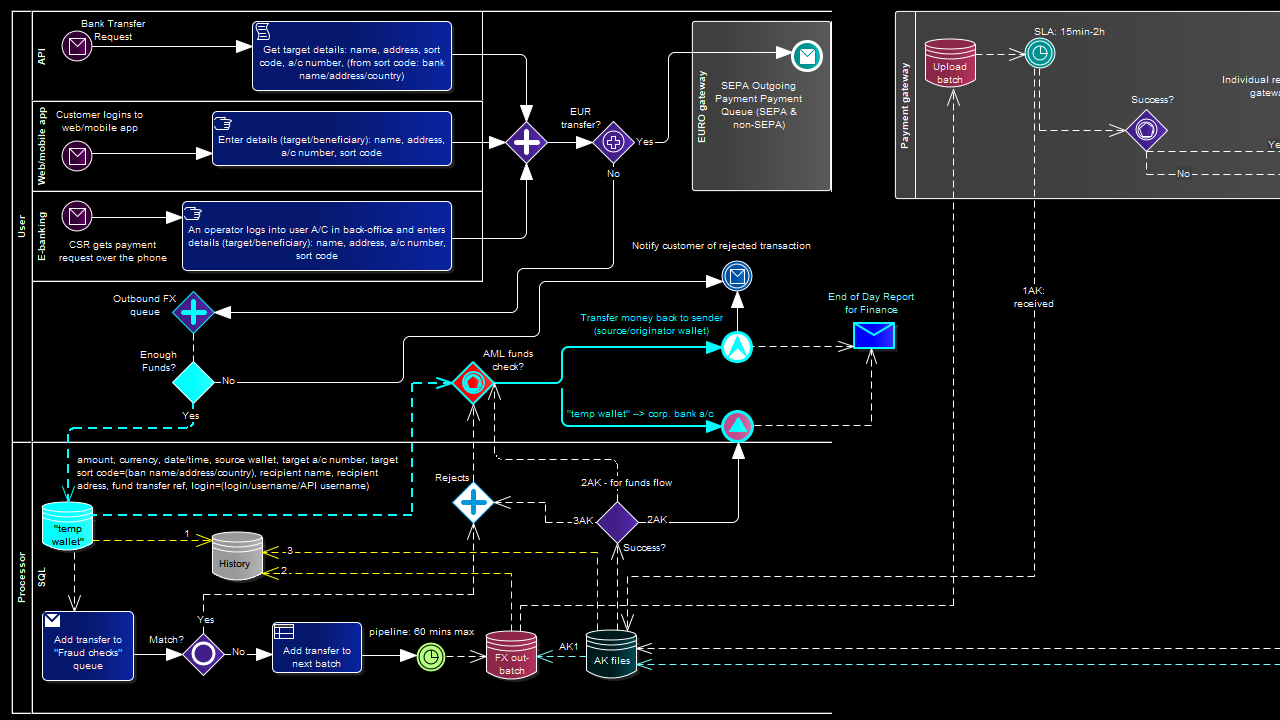 Bank Transfer
Request
API
Get target details: name, address, sort
code, a/c number, (from sort code: bank
name/address/country)
Customer logins to
web/mobile app
Web/mobile app
Enter details (target/beneficiary): name, address,
a/c number, sort code
EUR
transfer?
Yes
No
EURO gateway
SEPA Outgoing
Payment Payment
Queue (SEPA &
non-SEPA)
Payment gateway
Upload
batch
SLA: 15min-2h
Success?
Individual re
gatew
Ye
No
User
E-banking
CSR gets payment
request over the phone
An operator logs into user A/C in back-office and enters
details (target/beneficiary): name, address, a/c number,
sort code
Notify customer of rejected transaction
Outbound FX
queue
Transfer money back to sender
(source/originator wallet)
End of Day Report
for Finance
1AK:
received
Enough
Funds?
No
Yes
AML funds
check?
"temp wallet" --> corp. bank a/c
amount, currency, date/time, source wallet, target a/c number, target
sort code=(ban name/address/country), recipient name, recipient
adress, fund transfer ref, login=(login/username/API username)
Rejects
2AK - for funds flow
3AK
2AK
Success?
Processor
SQL
"temp
wallet"
1
History
3
2
Yes
Add transfer to
"Fraud checks"
queue
Match?
No
Add transfer to
next batch
pipeline: 60 mins max
FX out-
batch
AK1
AK files